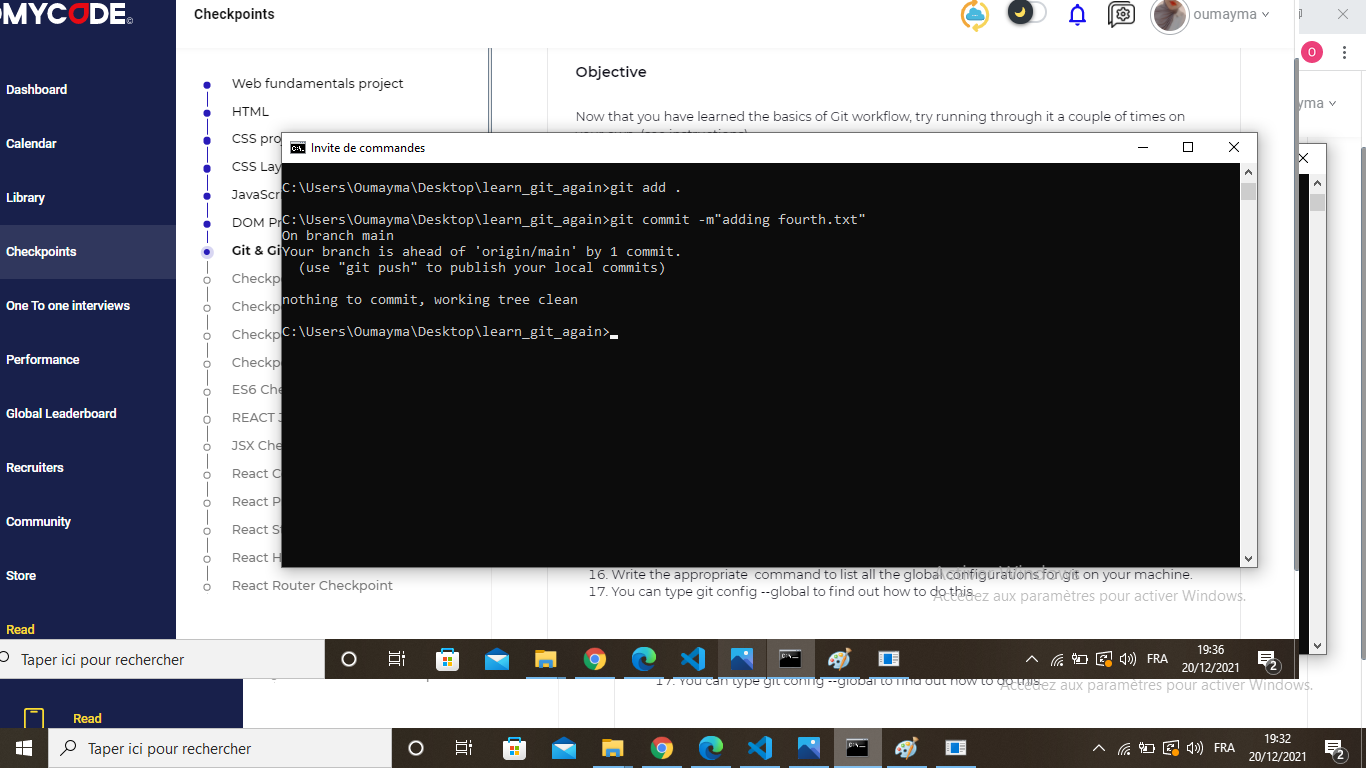 OMYCODE
Checkpoints
oumayma
O
Dashboard
Calendar
Library
Checkpoints
One To one interviews
Performance
Global Leaderboard
Recruiters
Community
Store
Read
Web fundamentals project
HTML
CSS pro
CSS Lay
JavaScri
DOM Pr
Git & Gi
Checkp
Checkp
Checkp
Checkp
ES6 Che
REACT J
JSX Che
React C
React P
React St
React H
React Router Checkpoint
Objective
Now that you have learned the basics of Git workflow, try running through it a couple of times on
yma
Invite de commandes
C:\Users\Oumayma\Desktop\learn_git_again>git add .
C:\Users\Oumayma\Desktop\learn_git_again>git commit -m"adding fourth.txt"
On branch main
Your branch is ahead of 'origin/main' by 1 commit.
(use "git push" to publish your local commits)
nothing to commit, working tree clean
C:\Users\Oumayma\Desktop\learn_git_again>
16. Write the appropriate command to list all the global configurations for git on your machine.
17. You can type git config --global to find out how to do this.
Activer Windows
Accédez aux paramètres pour activer Windows.
Taper ici pour rechercher
FRA
19:36
20/12/2021
2
17. You can type git config --global to find out how to do this.
Accédez aux paramètres pour activer Windows.
Read
Taper ici pour rechercher
FRA
19:32
20/12/2021
2